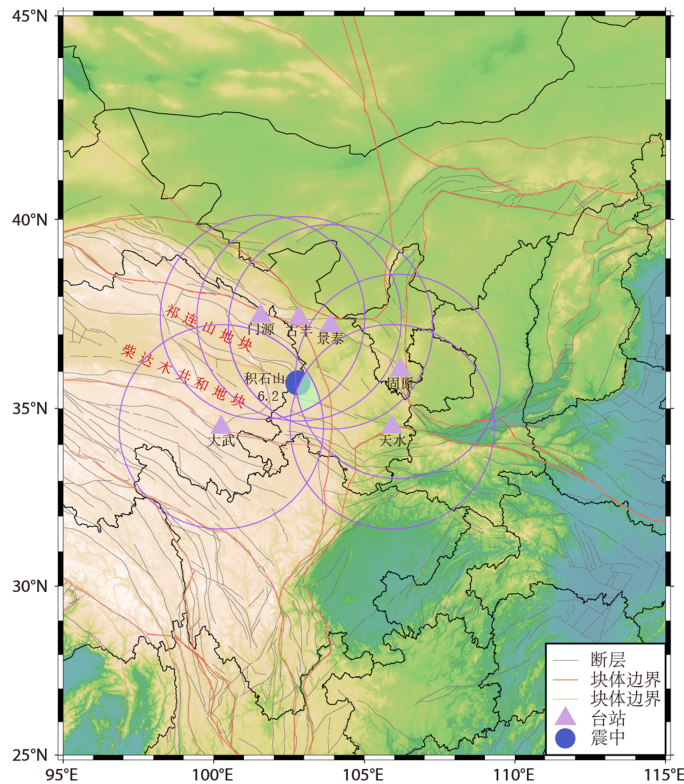 45°N
40°N
35°N
30°N
25°N
祁连山地块
柴达木共和地块
门源
古丰
景泰
积石山
6.2
固原
大武
天水
断层
块体边界
块体边界
台站
震中
95°E
100°E
105°E
110°E
115°E